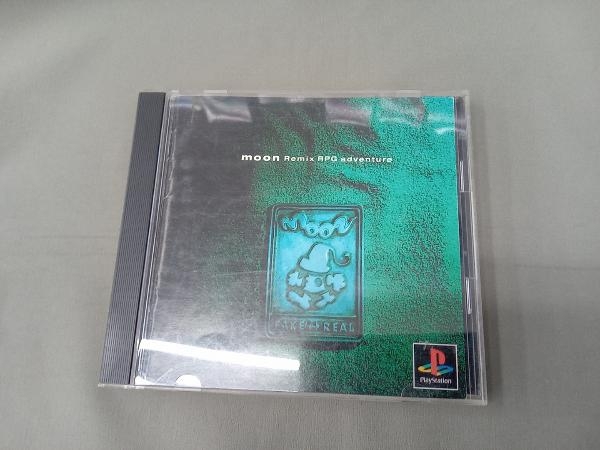 moon Remix RPG adventure
MOON
FAKE/REAL
PlayStation